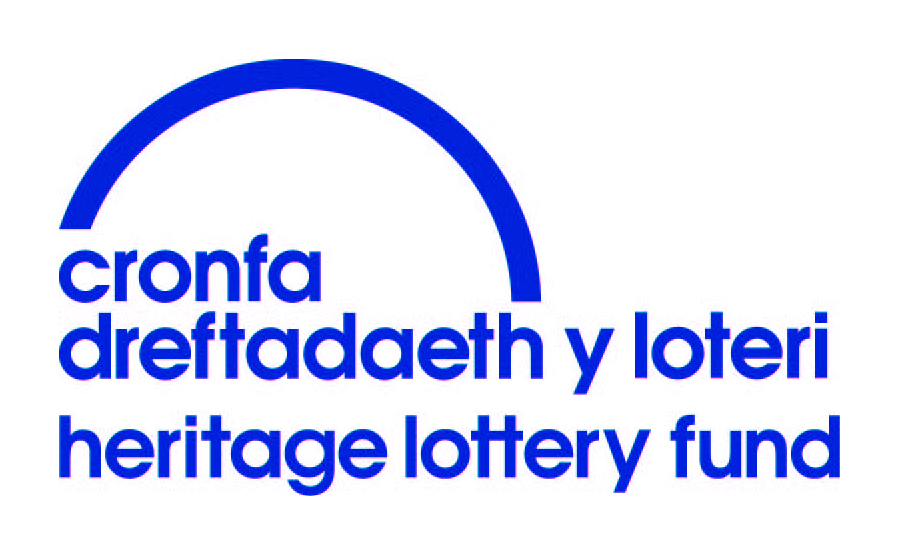 cronfa
dreftadaeth y loteri
heritage lottery fund